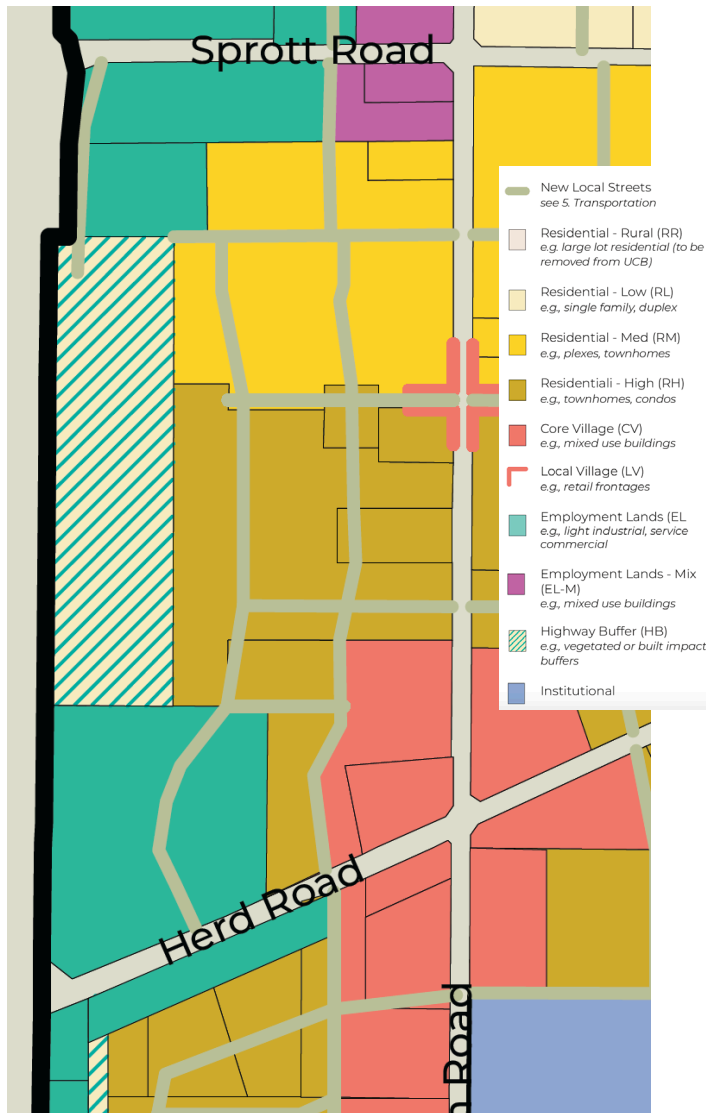 Sprott Road
New Local Streets
see 5. Transportation
Residential - Rural (RR)
e.g. large lot residential (to be
removed from UCB)
Residential - Low (RL)
e.g., single family, duplex
Residential - Med (RM)
e.g., plexes, townhomes
Residentiali - High (RH)
e.g., townhomes, condos
Core Village (CV)
e.g., mixed use buildings
Local Village (LV)
e.g., retail frontages
Employment Lands (EL
e.g., light industrial, service
commercial
Employment Lands - Mix
(EL-M)
e.g., mixed use buildings
Highway Buffer (HB)
e.g., vegetated or built impact
buffers
Institutional
Herd Road
Road